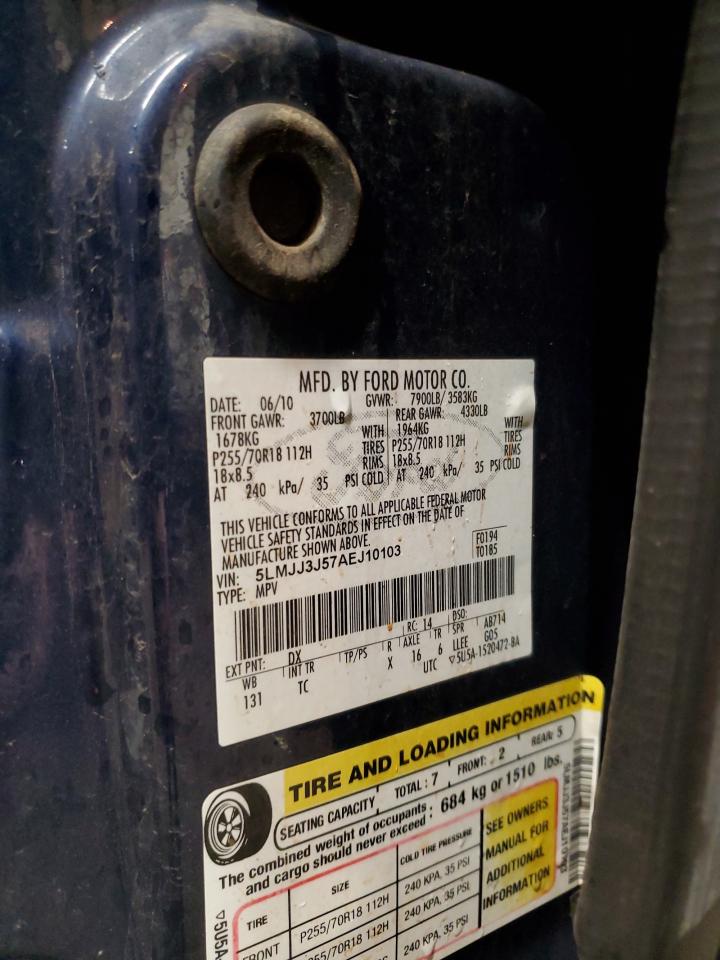 MFD. BY FORD MOTOR CO.
DATE: 06/10 GVWR: 7900LB/ 3583KG
FRONT GAWR: 3700LB REAR GAWR: 4330LB
1678KG WITH 1964KG WITH
P255/70R18 112H TIRES P255/70R18 112H TIRES
18x8.5 RIMS 18x8.5 RIMS
AT 240 kPa/ 35 PSI COLD AT 240 kPa/ 35 PSI COLD
THIS VEHICLE CONFORMS TO ALL APPLICABLE FEDERAL MOTOR
VEHICLE SAFETY STANDARDS IN EFFECT ON THE DATE OF
MANUFACTURE SHOWN ABOVE. F0194
VIN: 5LMJJ3J57AEJ10103 T0185
TYPE: MPV
EXT PNT: DX RC: 14 DSO:
WB INT TR TP/PS R AXLE TR SPR AB714
131 TC X 16 6 LLEE G05
UTC ▽5U5A-1520472-BA
TIRE AND LOADING INFORMATION
SEATING CAPACITY TOTAL : 7 FRONT: 2 REAR: 5
The combined weight of occupants
and cargo should never exceed : 684 kg or 1510 lbs.
TIRE SIZE COLD TIRE PRESSURE SEE OWNERS
MANUAL FOR
ADDITIONAL
INFORMATION
FRONT P255/70R18 112H 240 KPA, 35 PSI
255/70R18 112H 240 KPA, 35 PSI
240 KPA, 35 PSI
▽5U5A